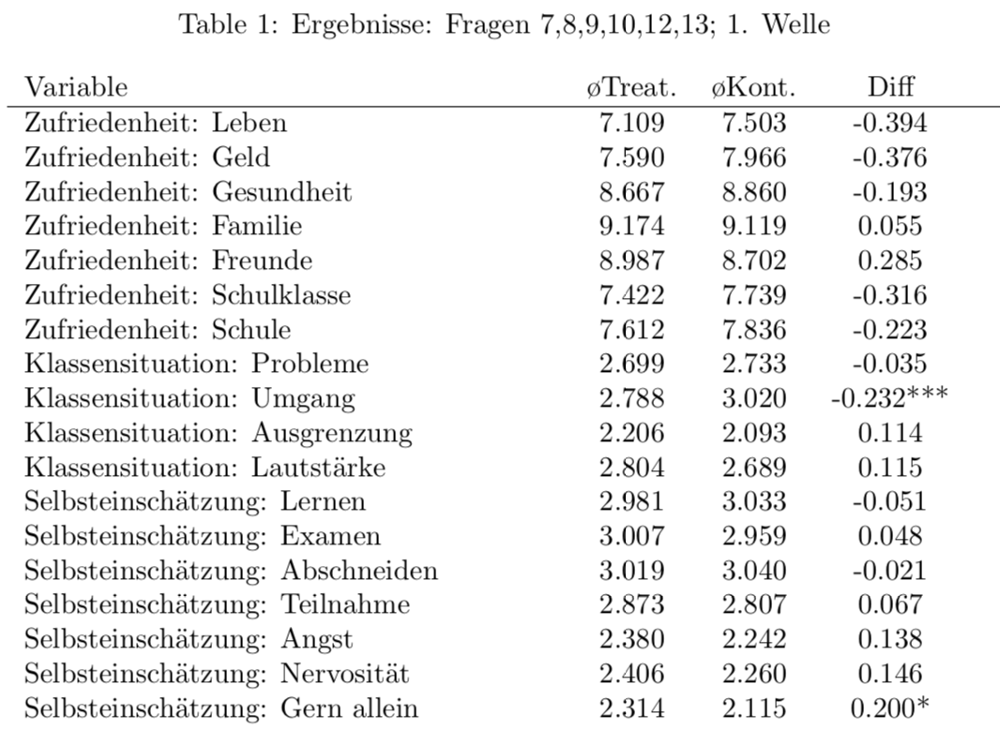 Table 1: Ergebnisse: Fragen 7,8,9,10,12,13; 1. Welle
Variable øTreat. øKont. Diff
Zufriedenheit: Leben 7.109 7.503 -0.394
Zufriedenheit: Geld 7.590 7.966 -0.376
Zufriedenheit: Gesundheit 8.667 8.860 -0.193
Zufriedenheit: Familie 9.174 9.119 0.055
Zufriedenheit: Freunde 8.987 8.702 0.285
Zufriedenheit: Schulklasse 7.422 7.739 -0.316
Zufriedenheit: Schule 7.612 7.836 -0.223
Klassensituation: Probleme 2.699 2.733 -0.035
Klassensituation: Umgang 2.788 3.020 -0.232***
Klassensituation: Ausgrenzung 2.206 2.093 0.114
Klassensituation: Lautstärke 2.804 2.689 0.115
Selbsteinschätzung: Lernen 2.981 3.033 -0.051
Selbsteinschätzung: Examen 3.007 2.959 0.048
Selbsteinschätzung: Abschneiden 3.019 3.040 -0.021
Selbsteinschätzung: Teilnahme 2.873 2.807 0.067
Selbsteinschätzung: Angst 2.380 2.242 0.138
Selbsteinschätzung: Nervosität 2.406 2.260 0.146
Selbsteinschätzung: Gern allein 2.314 2.115 0.200*